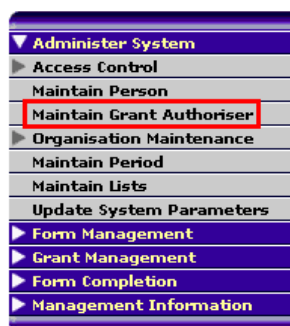 Administer System
Access Control
Maintain Person
Maintain Grant Authoriser
Organisation Maintenance
Maintain Period
Maintain Lists
Update System Parameters
Form Management
Grant Management
Form Completion
Management Information